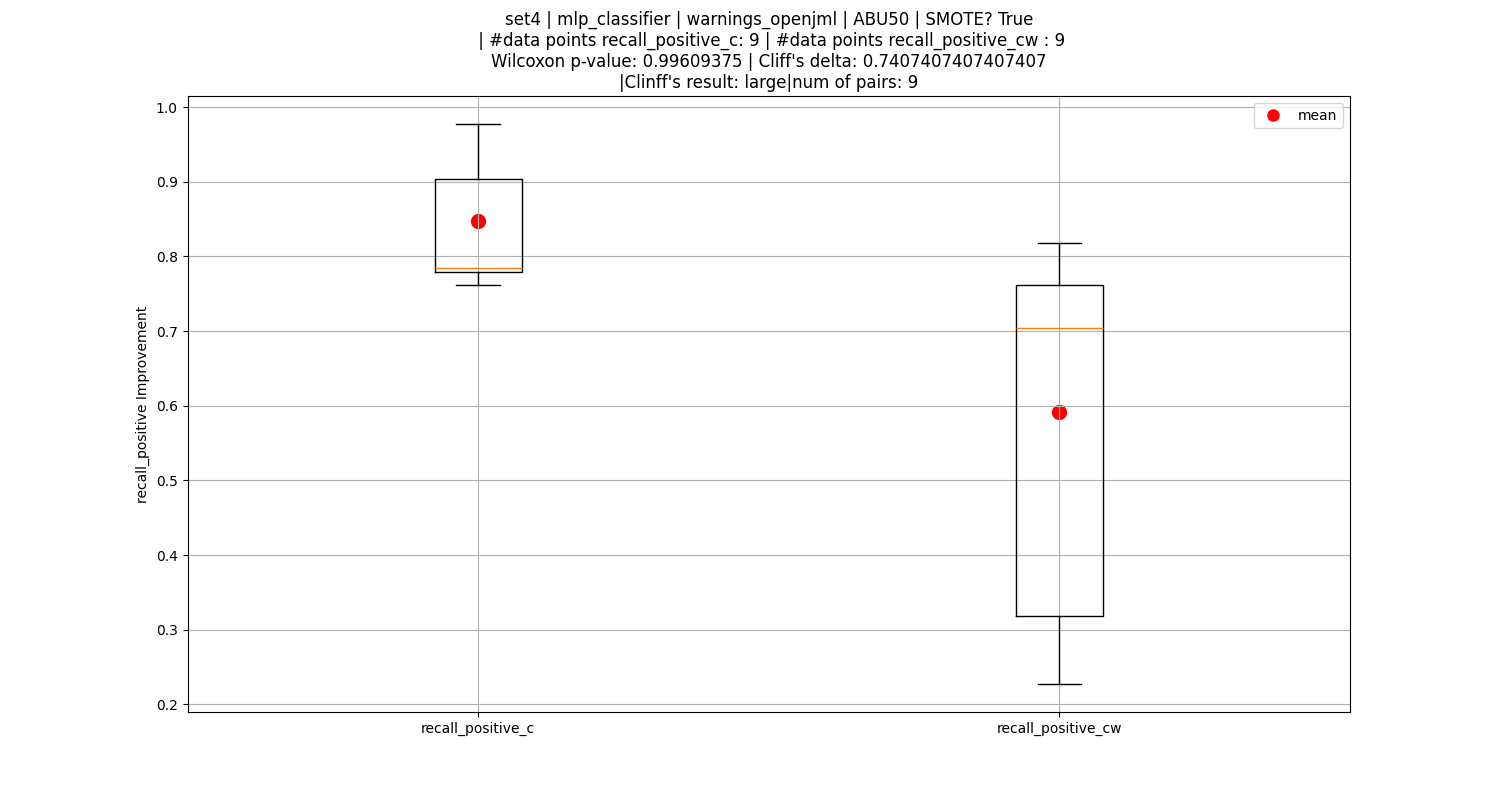 set4 | mlp_classifier | warnings_openjml | ABU50 | SMOTE? True
| #data points recall_positive_c: 9 | #data points recall_positive_cw : 9
Wilcoxon p-value: 0.99609375 | Cliff's delta: 0.7407407407407407
|Clinff's result: large|num of pairs: 9
mean
1.0
0.9
0.8
0.7
0.6
0.5
0.4
0.3
0.2
recall_positive Improvement
recall_positive_c
recall_positive_cw